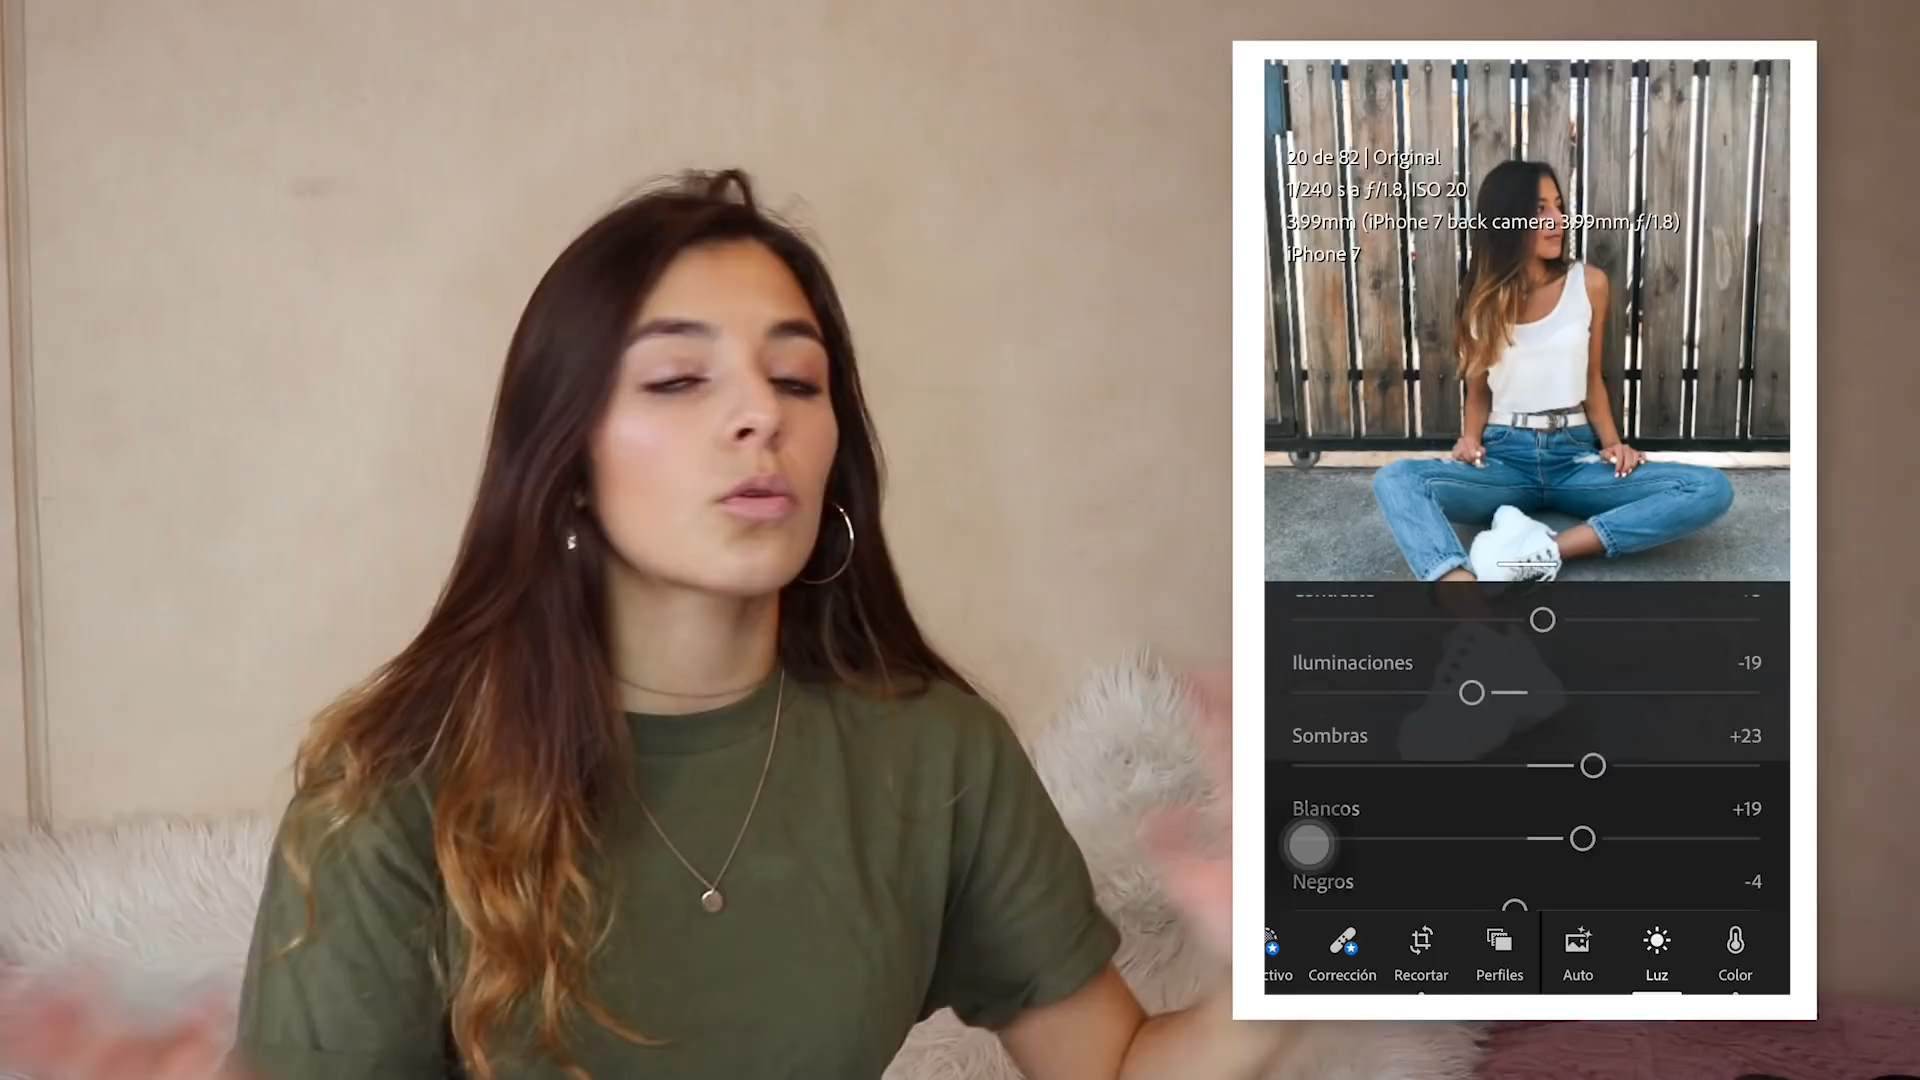 20 de 82 | Original
1/240 s a ƒ/1.8, ISO 20
3.99mm (iPhone 7 back camera 3.99mm ƒ/1.8)
iPhone 7
Iluminaciones -19
Sombras +23
Blancos +19
Negros -4
ctivo Corrección Recortar Perfiles Auto Luz Color